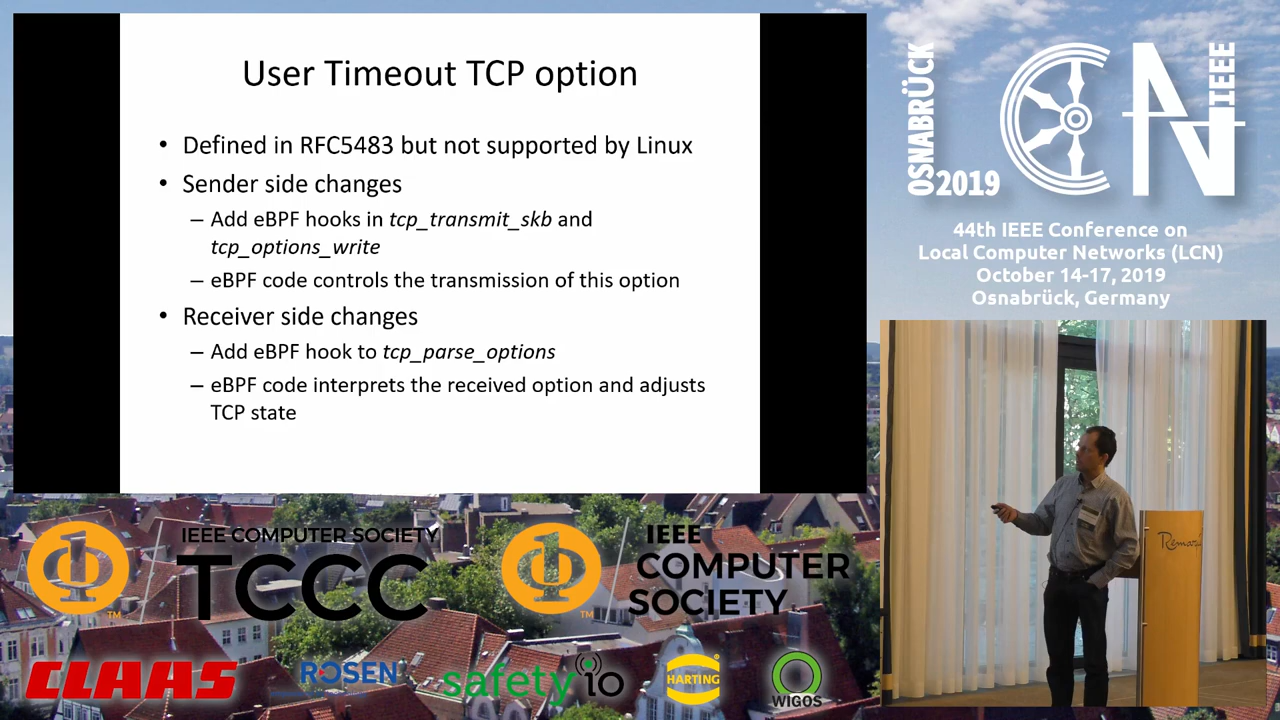 User Timeout TCP option
• Defined in RFC5483 but not supported by Linux
• Sender side changes
– Add eBPF hooks in tcp_transmit_skb and
tcp_options_write
– eBPF code controls the transmission of this option
• Receiver side changes
– Add eBPF hook to tcp_parse_options
– eBPF code interprets the received option and adjusts
TCP state
OSNABRÜCK
2019
CN
IEEE
44th IEEE Conference on
Local Computer Networks (LCN)
October 14-17, 2019
Osnabrück, Germany
IEEE COMPUTER SOCIETY
TCCC
TM
IEEE
COMPUTER
SOCIETY
TM
CLAAS
ROSEN
safety io
HARTING
WIGOS